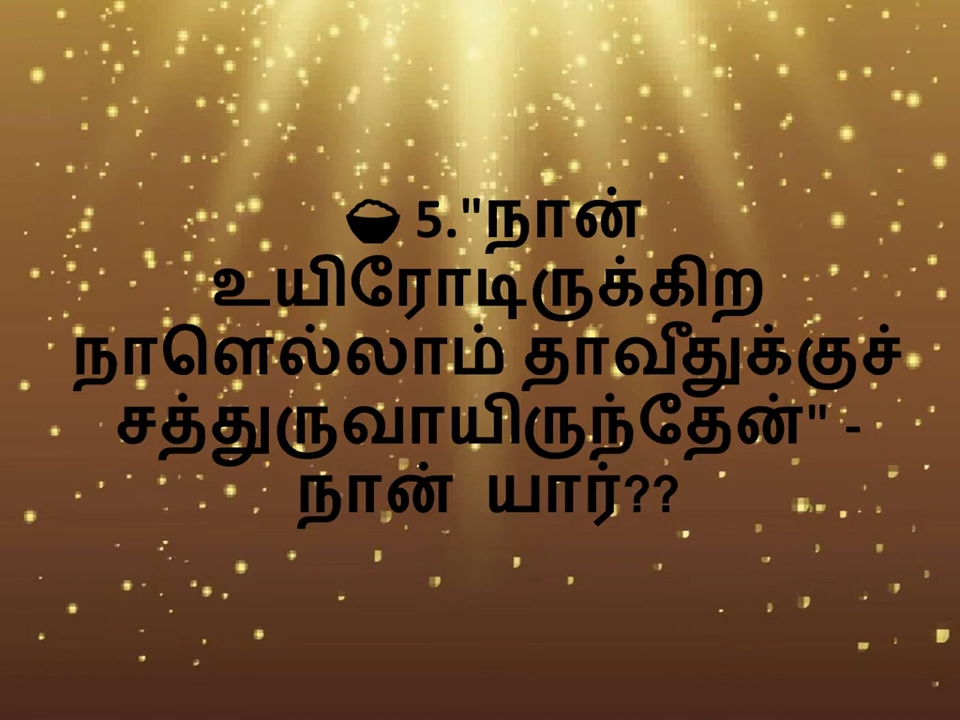 🍚 5."நான்
உயிரோடிருக்கிற
நாளெல்லாம் தாவீதுக்குச்
சத்துருவாயிருந்தேன்" -
நான் யார்??